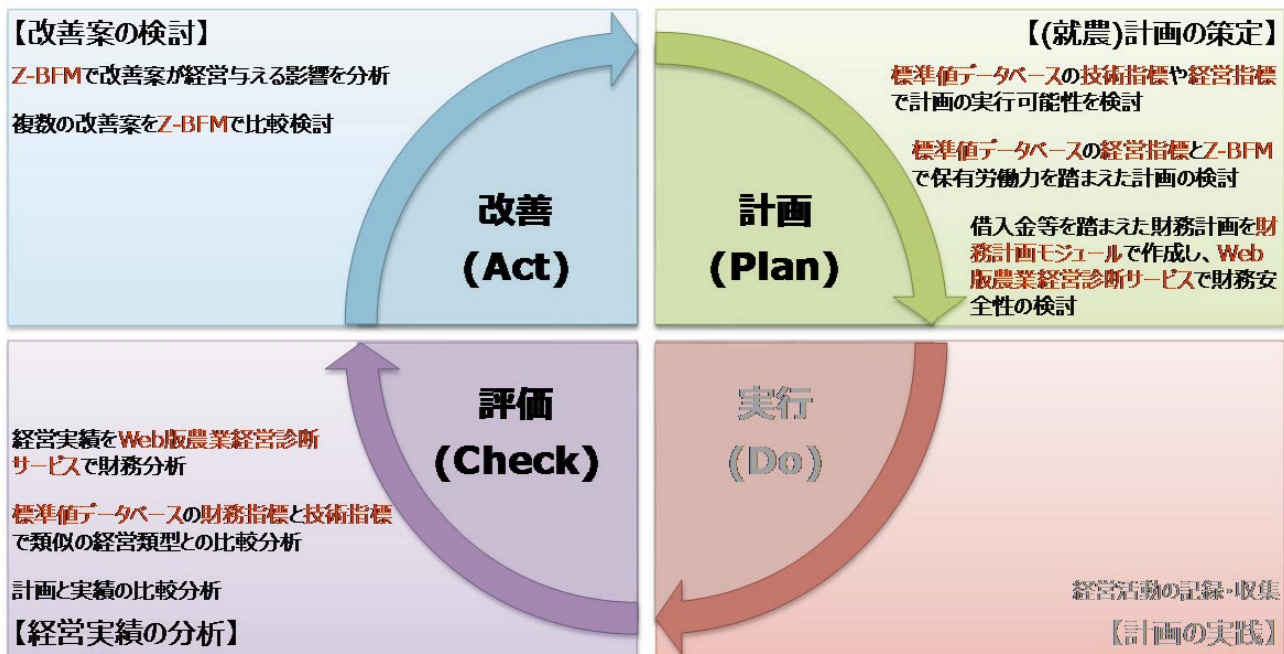 【改善案の検討】
Z-BFMで改善案が経営与える影響を分析
複数の改善案をZ-BFMで比較検討
改善
(Act)
【(就農)計画の策定】
標準値データベースの技術指標や経営指標
で計画の実行可能性を検討
標準値データベースの経営指標とZ-BFM
で保有労働力を踏まえた計画の検討
借入金等を踏まえた財務計画を財
務計画モジュールで作成し、Web
版農業経営診断サービスで財務安
全性の検討
計画
(Plan)
評価
(Check)
経営実績をWeb版農業経営診断
サービスで財務分析
標準値データベースの財務指標と技術指標
で類似の経営類型との比較分析
計画と実績の比較分析
【経営実績の分析】
実行
(Do)
経営活動の記録・収集
【計画の実践】